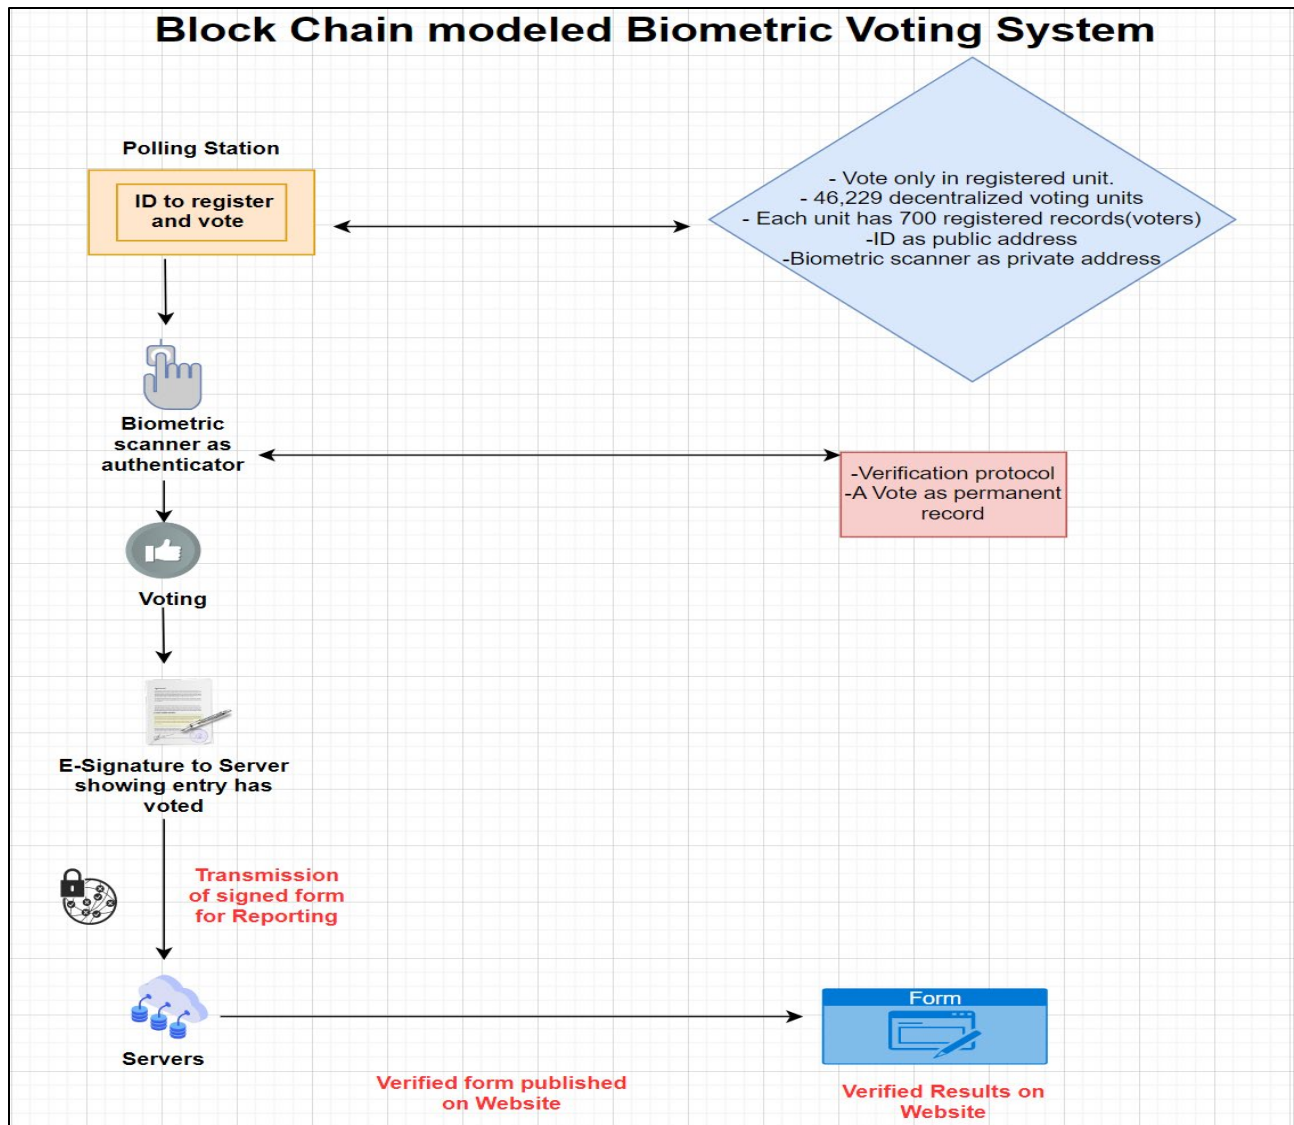 Block Chain modeled Biometric Voting System
Polling Station
ID to register
and vote
- Vote only in registered unit.
- 46,229 decentralized voting units
- Each unit has 700 registered records(voters)
-ID as public address
-Biometric scanner as private address
Biometric
scanner as
authenticator
-Verification protocol
-A Vote as permanent
record
Voting
E-Signature to Server
showing entry has
voted
Transmission
of signed form
for Reporting
Servers
Form
Verified form published
on Website
Verified Results on
Website